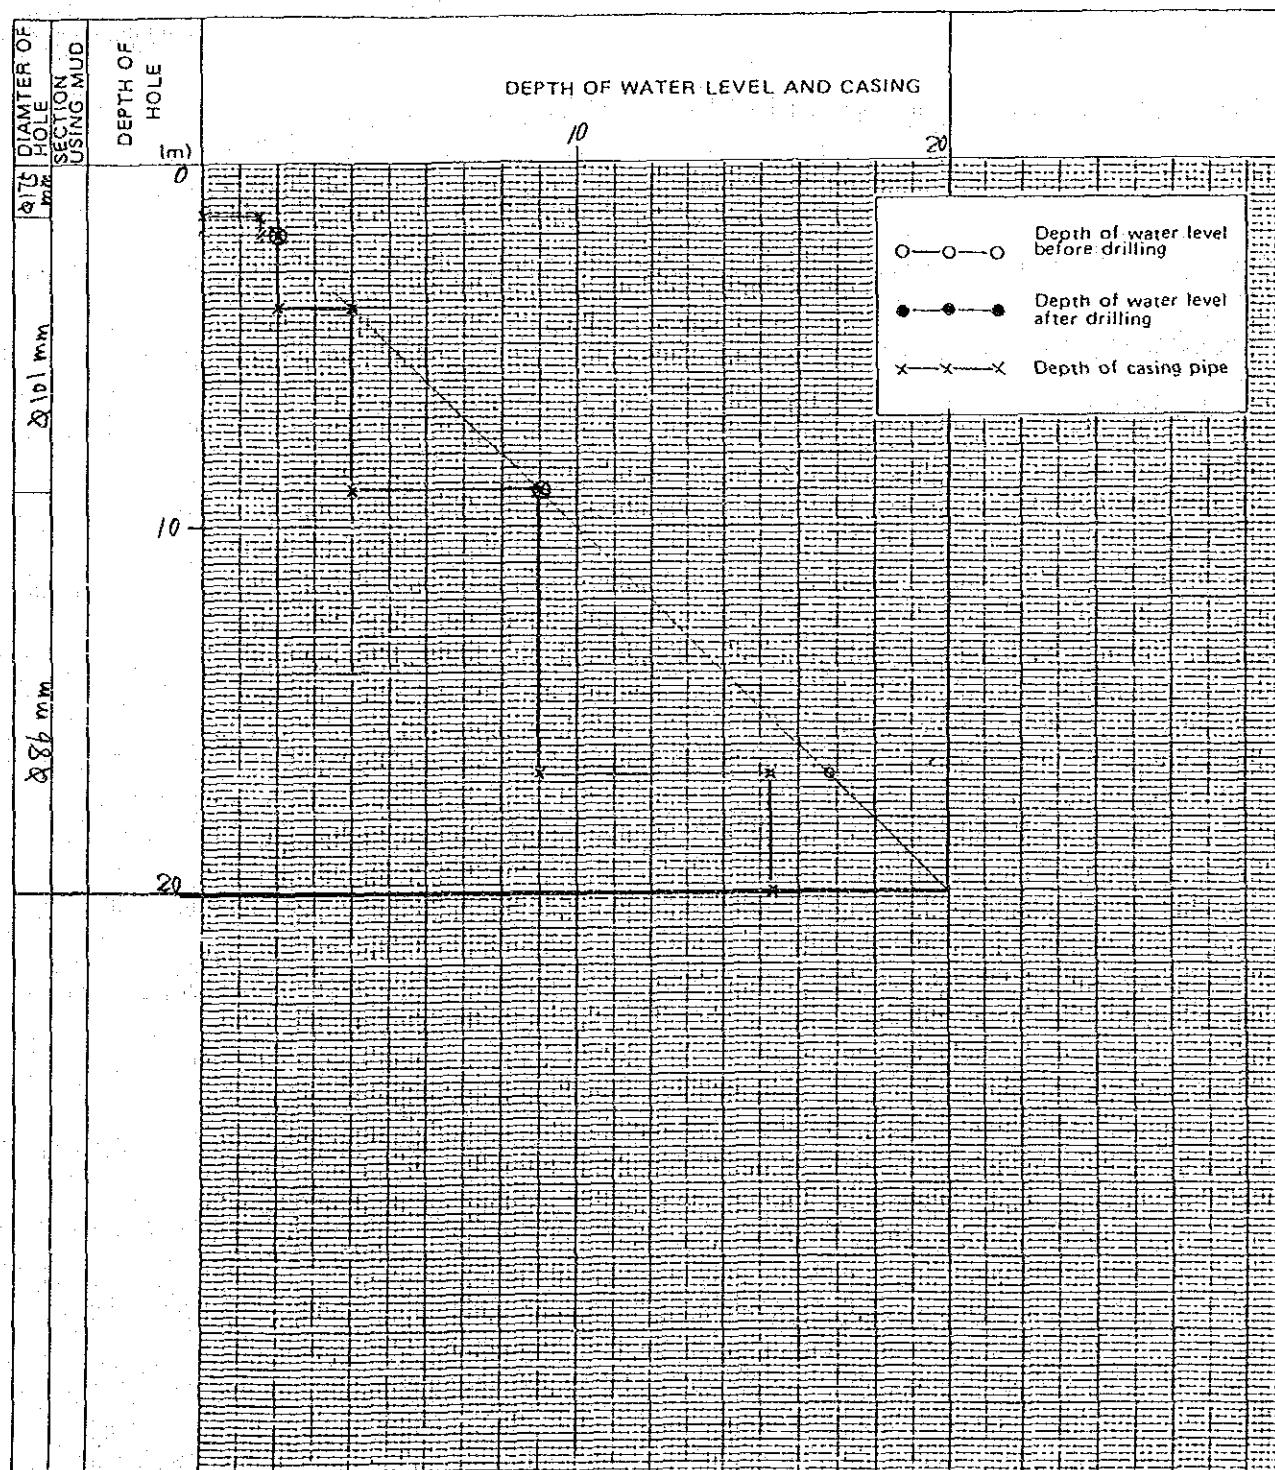 DIAMTER OF
HOLE
SECTION
USING MUD
DEPTH OF
HOLE
(m)
DEPTH OF WATER LEVEL AND CASING
10
20
0
mm
Depth of water level
before drilling
Depth of water level
after drilling
Depth of casing pipe
Ø101 mm
10
Ø86 mm
20